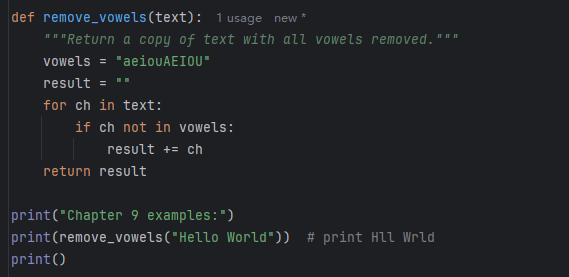 def remove_vowels(text): 1 usage new *
    """Return a copy of text with all vowels removed."""
    vowels = "aeiouAEIOU"
    result = ""
    for ch in text:
        if ch not in vowels:
            result += ch
    return result

print("Chapter 9 examples:")
print(remove_vowels("Hello World"))  # print Hll Wrld
print()